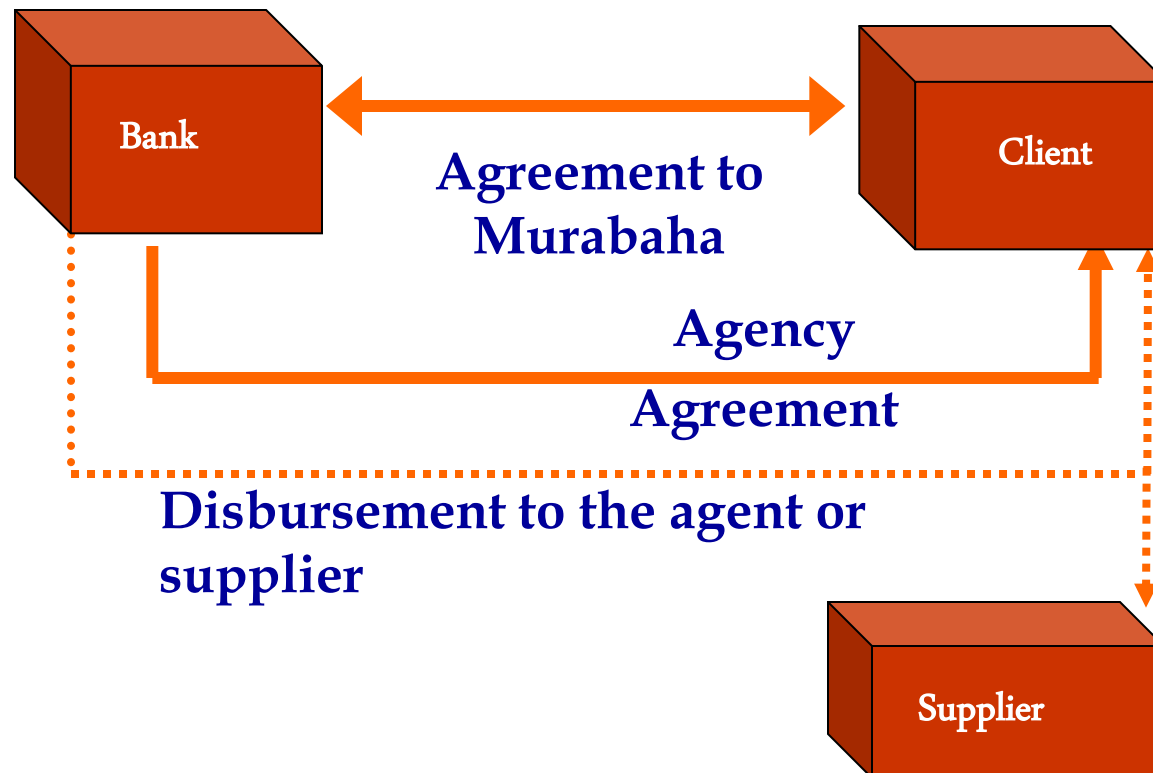 Bank
Client
Agreement to
Murabaha
Agency
Agreement
Disbursement to the agent or
supplier
Supplier